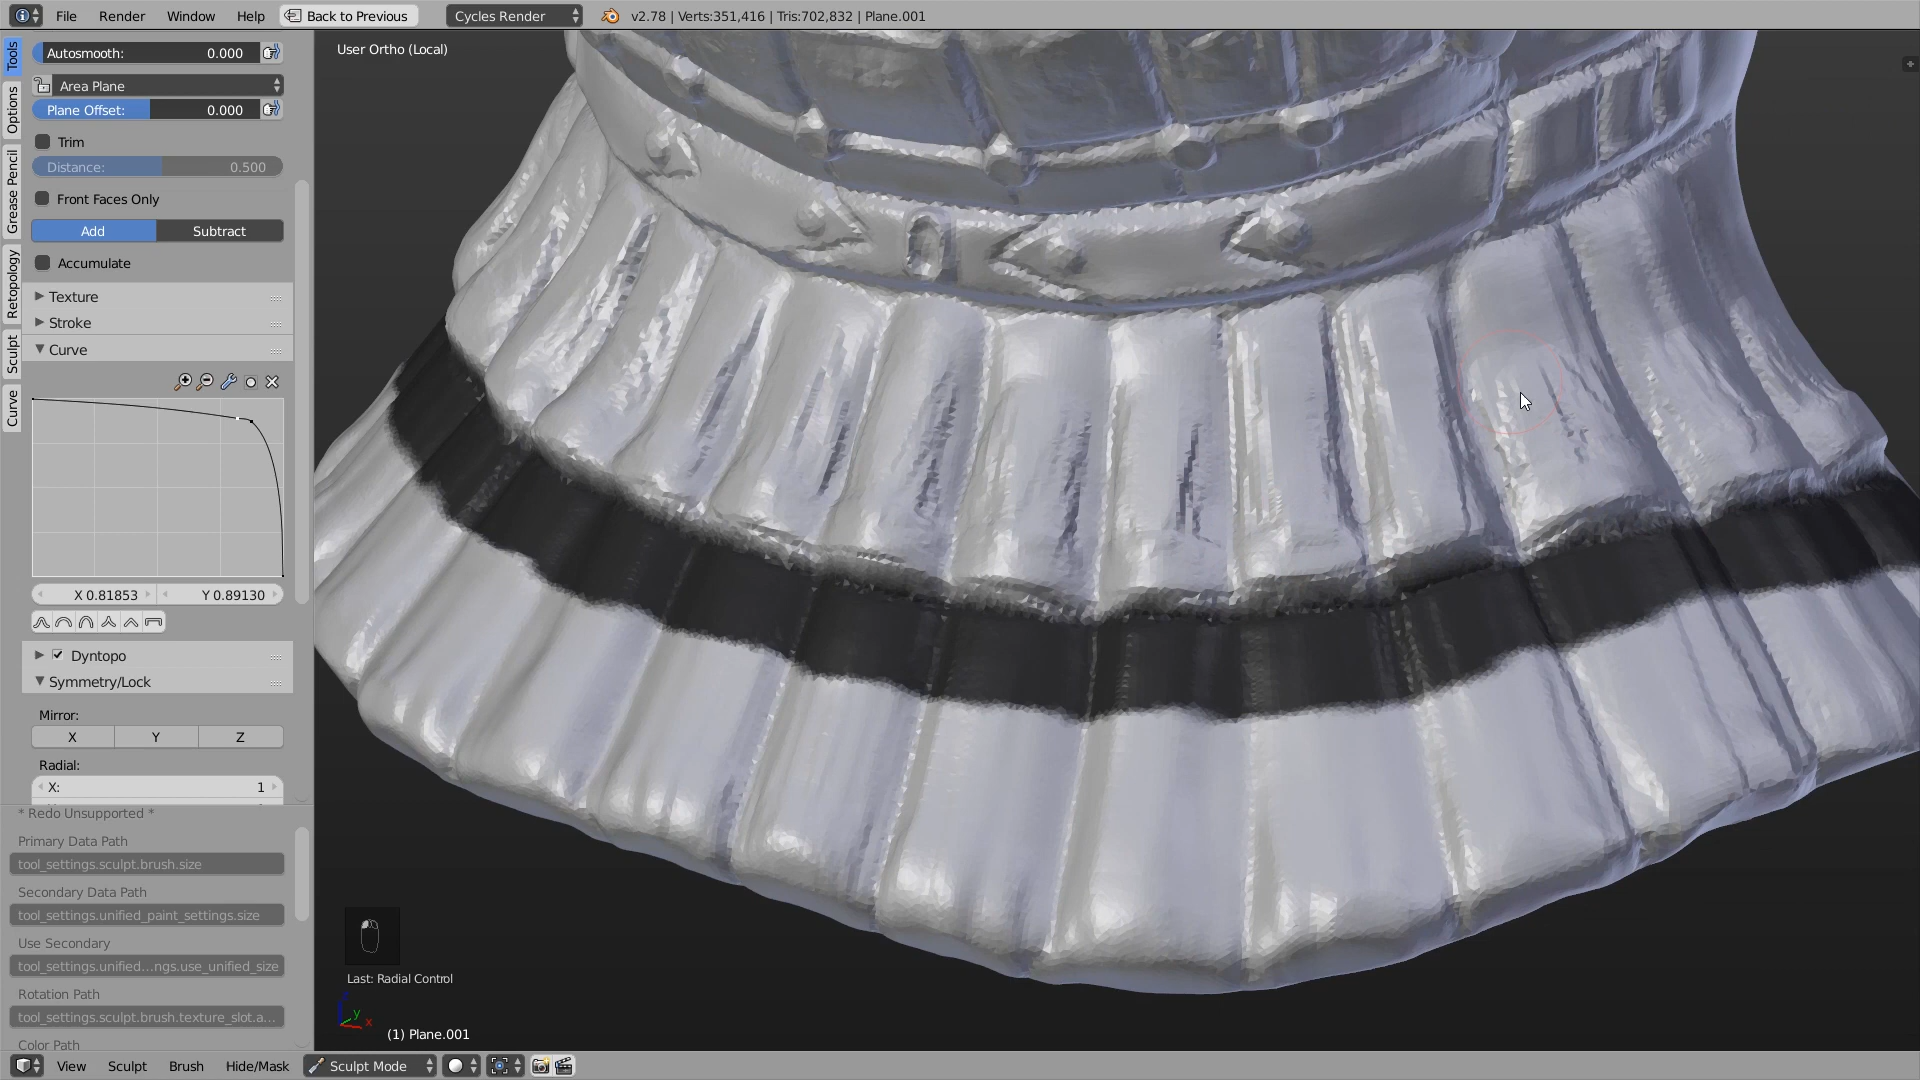 File
Render
Window
Help
Back to Previous
Cycles Render
v2.78 | Verts:351,416 | Tris:702,832 | Plane.001
Tools
Options
Grease Pencil
Retopology
Sculpt
Curve
Autosmooth: 0.000
Area Plane
Plane Offset: 0.000
Trim
Distance: 0.500
Front Faces Only
Add Subtract
Accumulate
Texture
Stroke
Curve
X 0.81853 Y 0.89130
Dyntopo
Symmetry/Lock
Mirror:
X Y Z
Radial:
X: 1
* Redo Unsupported *
Primary Data Path
tool_settings.sculpt.brush.size
Secondary Data Path
tool_settings.unified_paint_settings.size
Use Secondary
tool_settings.unified...ngs.use_unified_size
Rotation Path
tool_settings.sculpt.brush.texture_slot.a...
Color Path
User Ortho (Local)
Last: Radial Control
y
x
(1) Plane.001
View
Sculpt
Brush
Hide/Mask
Sculpt Mode